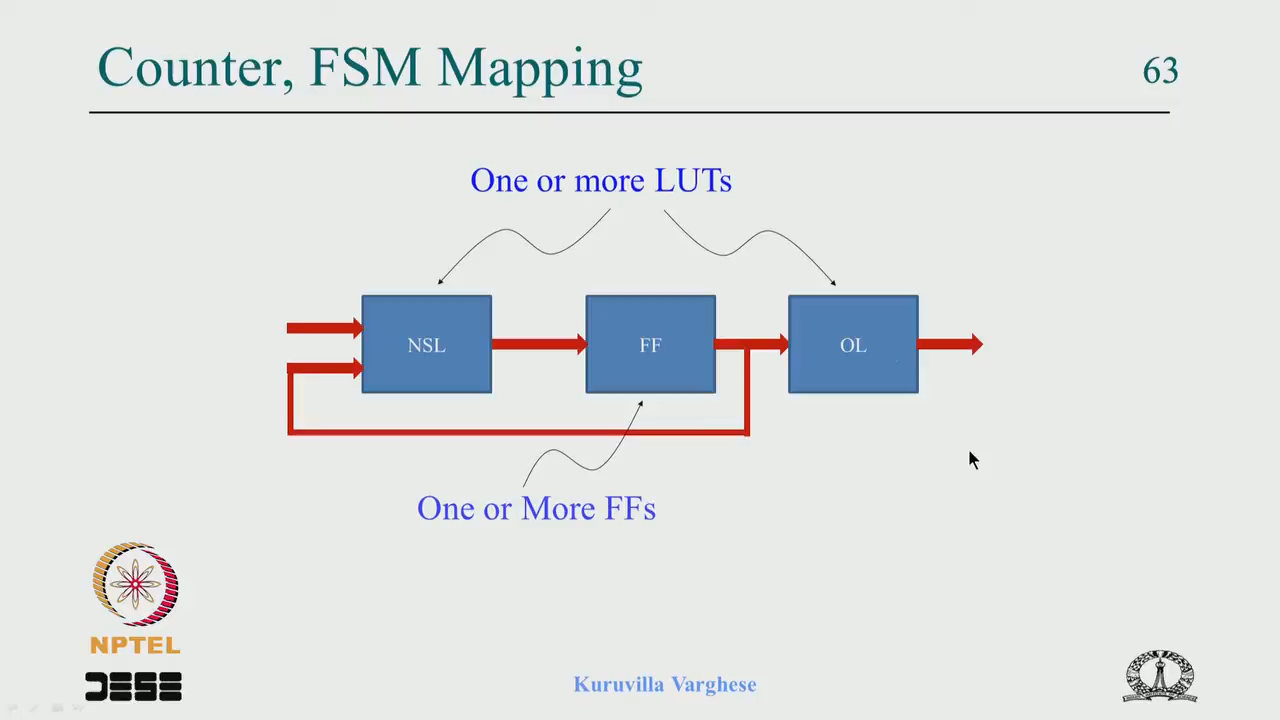 Counter, FSM Mapping
63
One or more LUTs
NSL
FF
OL
One or More FFs
NPTEL
DESE
Kuruvilla Varghese